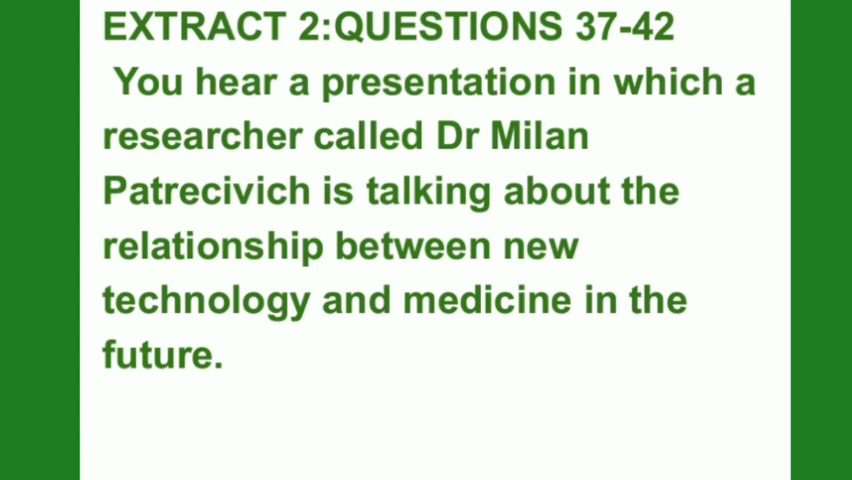 EXTRACT 2:QUESTIONS 37-42
You hear a presentation in which a
researcher called Dr Milan
Patrecivich is talking about the
relationship between new
technology and medicine in the
future.